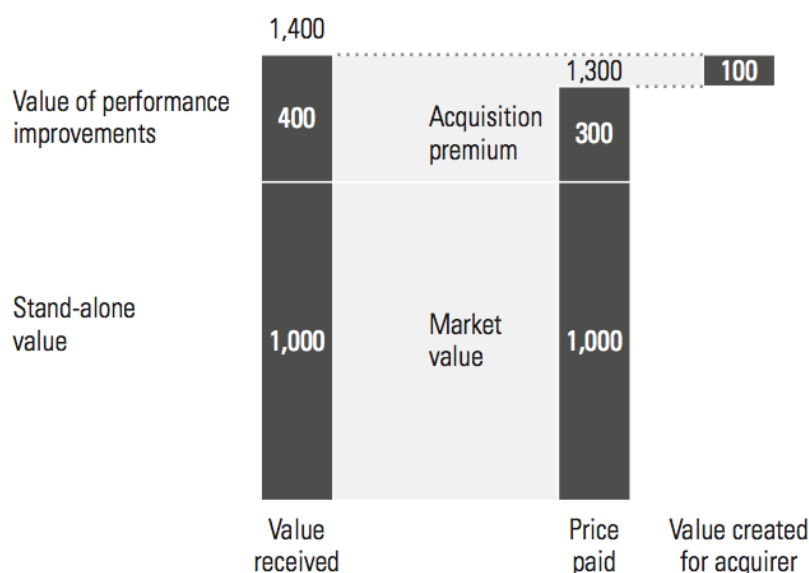 1,400
1,300
100
Value of performance
improvements
400
Acquisition
premium
300
Stand-alone
value
1,000
Market
value
1,000
Value
received
Price
paid
Value created
for acquirer